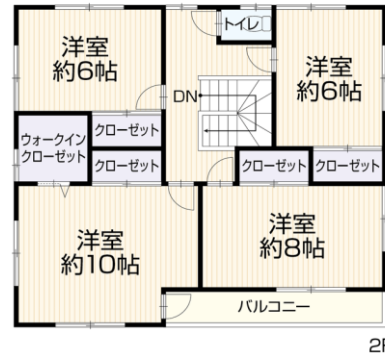 トイレ
洋室
約6帖
洋室
約6帖
DN
クローゼット
ウォークイン
クローゼット
クローゼット
クローゼット
クローゼット
洋室
約10帖
洋室
約8帖
バルコニー